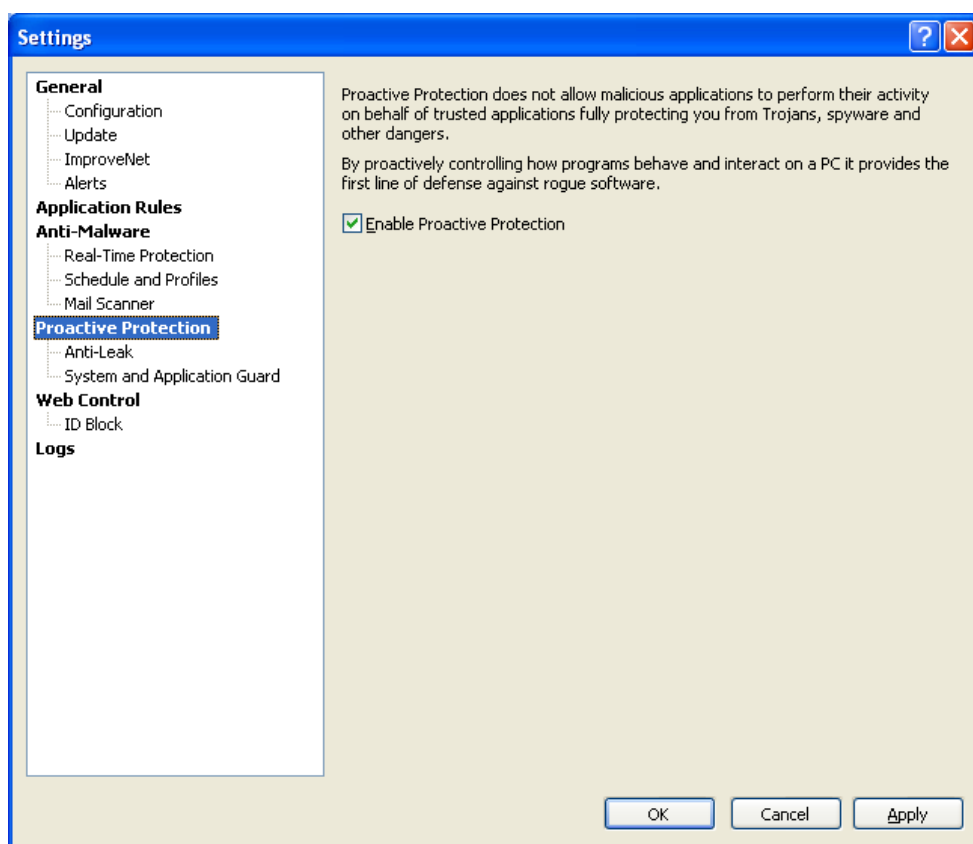 Settings
General
Configuration
Update
ImproveNet
Alerts
Application Rules
Anti-Malware
Real-Time Protection
Schedule and Profiles
Mail Scanner
Proactive Protection
Anti-Leak
System and Application Guard
Web Control
ID Block
Logs
Proactive Protection does not allow malicious applications to perform their activity
on behalf of trusted applications fully protecting you from Trojans, spyware and
other dangers.
By proactively controlling how programs behave and interact on a PC it provides the
first line of defense against rogue software.
Enable Proactive Protection
OK Cancel Apply